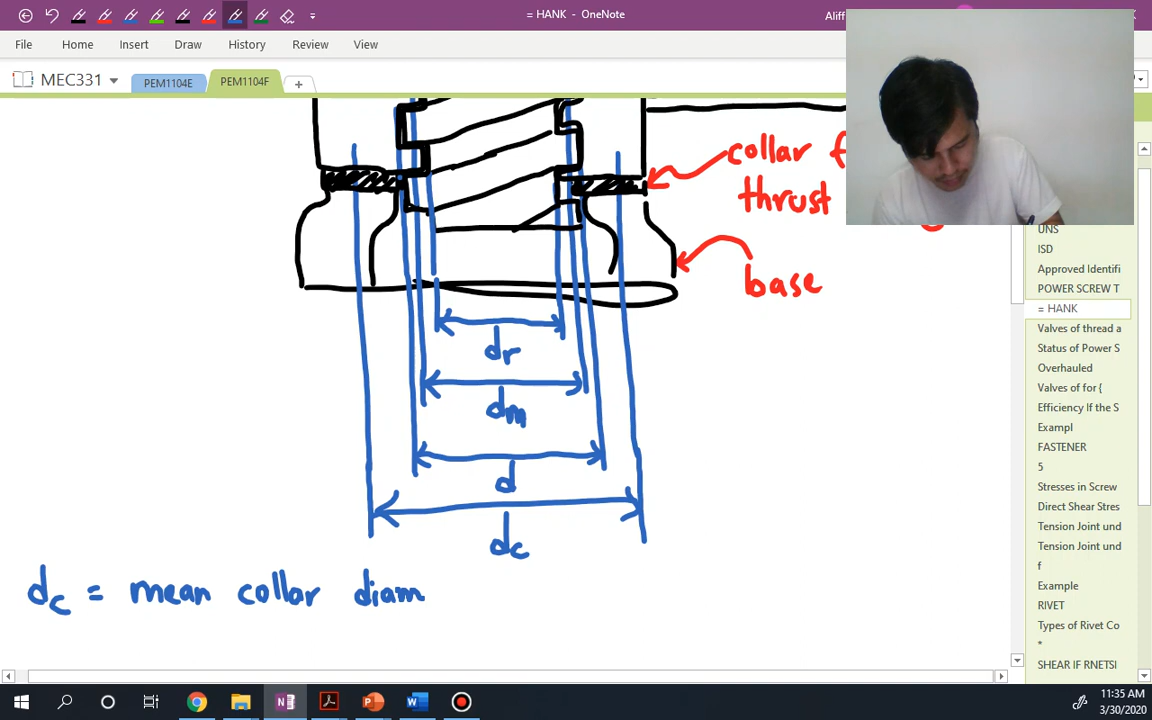 = HANK - OneNote
Aliff
File Home Insert Draw History Review View
MEC331 PEM1104E PEM1104F
collar
thrust
base
dr
dm
d
dc
dc = mean collar diam
UNS
ISD
Approved Identifi
POWER SCREW T
= HANK
Valves of thread a
Status of Power S
Overhauled
Valves of for {
Efficiency If the S
Exampl
FASTENER
5
Stresses in Screw
Direct Shear Stres
Tension Joint und
Tension Joint und
f
Example
RIVET
Types of Rivet Co
*
SHEAR IF RNETSI
11:35 AM
3/30/2020